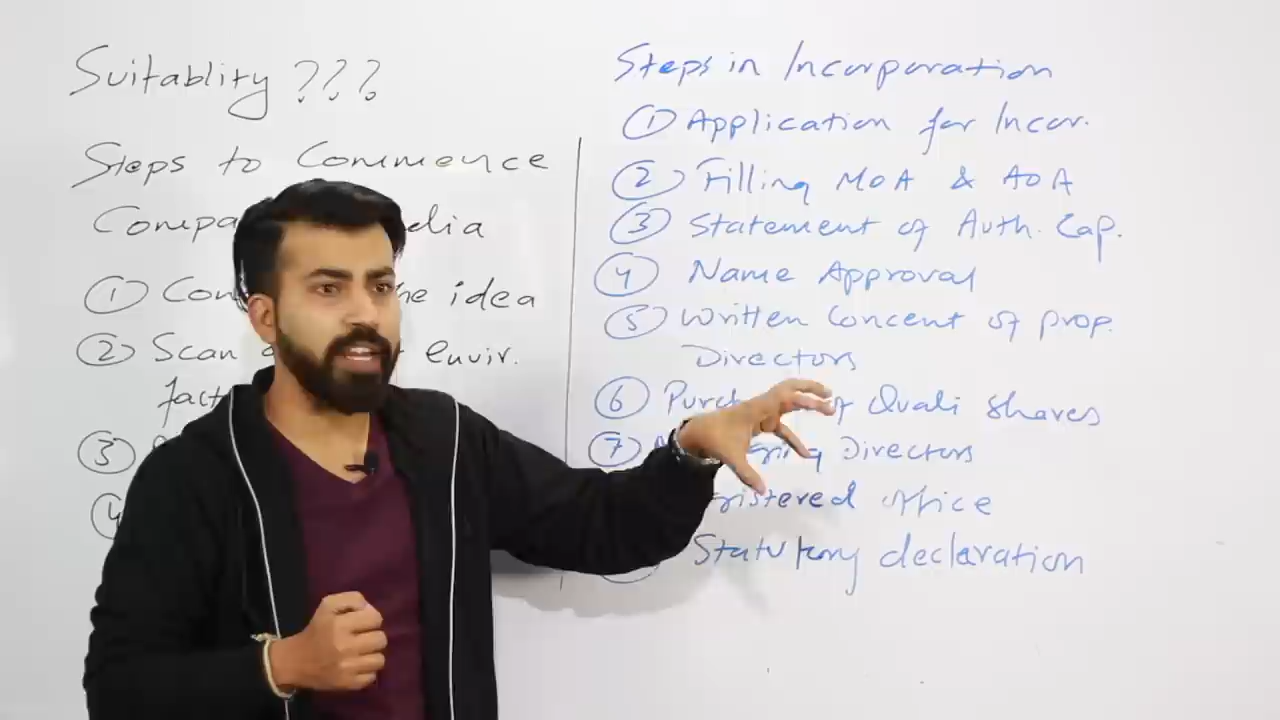 Suitablity ???
Steps to Commence
Compa dia
① Con he idea
② Scan envir.
fact
③
④
Steps in Incorporation
① Application for Incor.
② Filling MOA & AOA
③ Statement of Auth. Cap.
④ Name Approval
⑤ Written Concent of prop.
Directors
⑥ Purch of Quali shares
⑦ Directors
gistered office
Statutory declaration